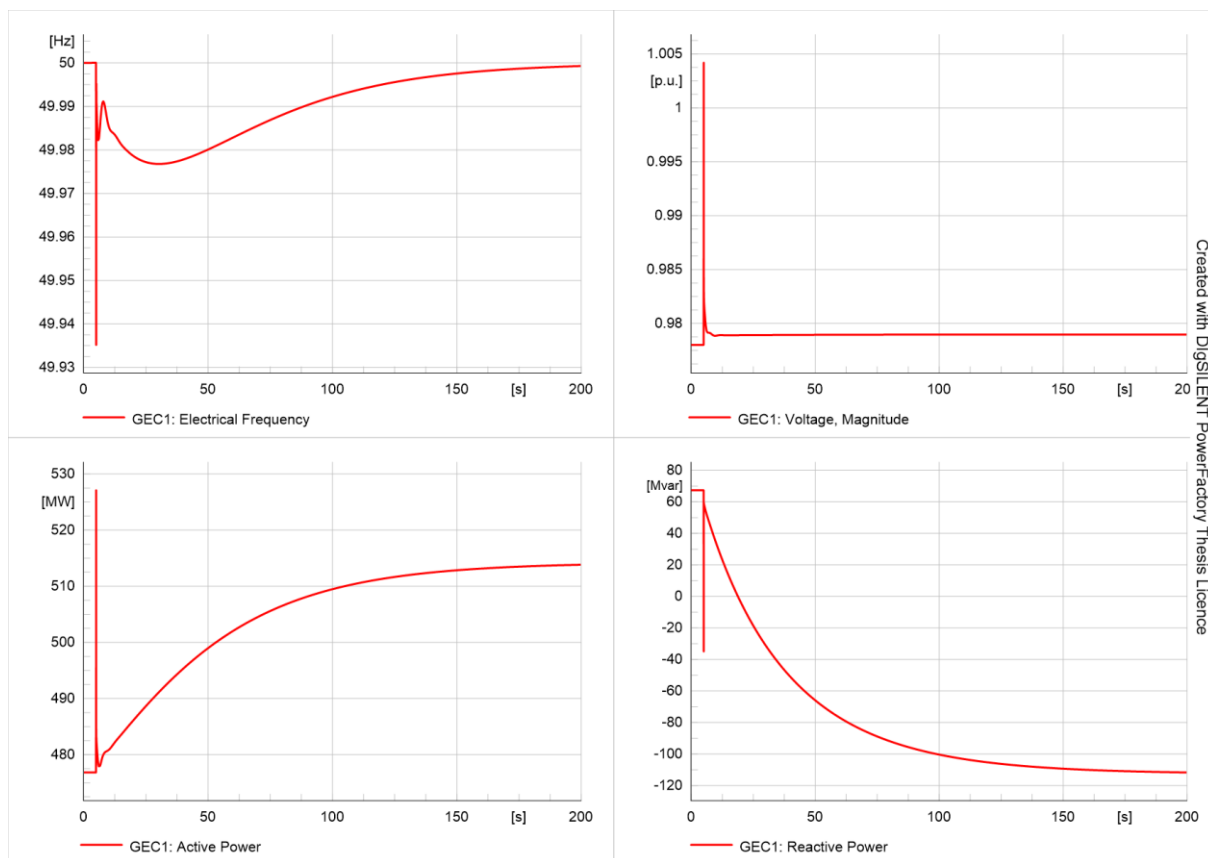 [Hz]
50
49.99
49.98
49.97
49.96
49.95
49.94
49.93
0 50 100 150 [s] 200
GEC1: Electrical Frequency
1.005
[p.u.]
1
0.995
0.99
0.985
0.98
0 50 100 150 [s] 200
GEC1: Voltage, Magnitude
530
[MW]
520
510
500
490
480
0 50 100 150 [s] 200
GEC1: Active Power
80
[Mvar]
60
40
20
0
-20
-40
-60
-80
-100
-120
0 50 100 150 [s] 200
GEC1: Reactive Power
Created with DIgSILENT PowerFactory Thesis Licence